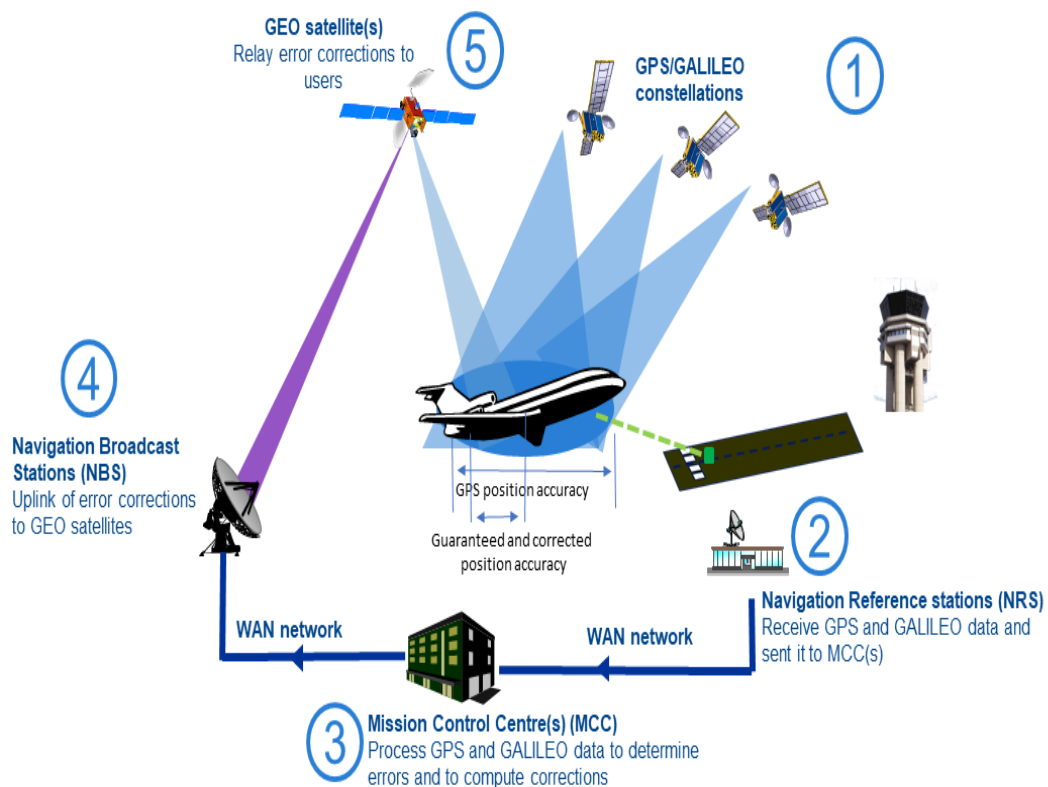 GEO satellite(s)
Relay error corrections to
users
5
GPS/GALILEO
constellations
1
4
Navigation Broadcast
Stations (NBS)
Uplink of error corrections
to GEO satellites
GPS position accuracy
Guaranteed and corrected
position accuracy
2
Navigation Reference stations (NRS)
Receive GPS and GALILEO data and
sent it to MCC(s)
WAN network
WAN network
3
Mission Control Centre(s) (MCC)
Process GPS and GALILEO data to determine
errors and to compute corrections